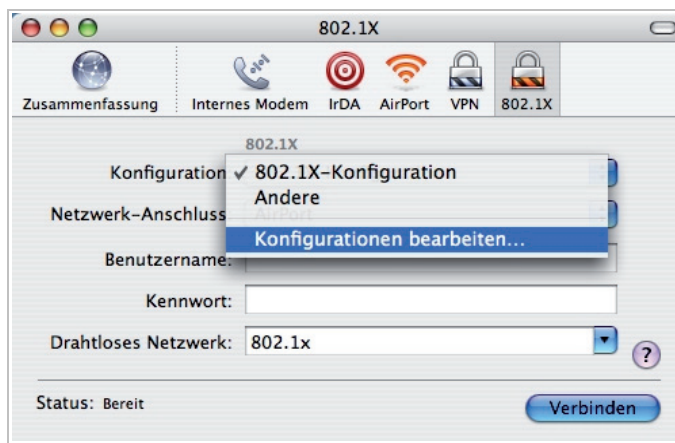 802.1X
Zusammenfassung Internes Modem IrDA AirPort VPN 802.1X
802.1X
Konfiguration ✓ 802.1X-Konfiguration
Andere
Netzwerk-Anschluss: AirPort
Konfigurationen bearbeiten...
Benutzername:
Kennwort:
Drahtloses Netzwerk: 802.1x
?
Status: Bereit
Verbinden